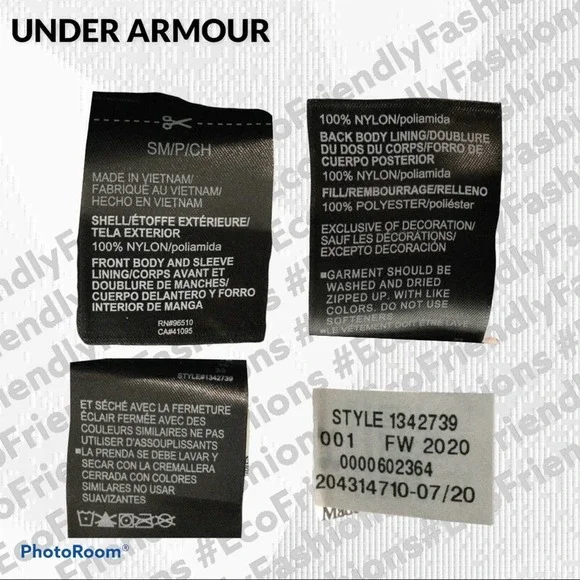 UNDER ARMOUR
SM/P/CH
MADE IN VIETNAM/
FABRIQUÉ AU VIETNAM/
HECHO EN VIETNAM
SHELL/ÉTOFFE EXTÉRIEURE/
TELA EXTERIOR
100% NYLON/poliamida
FRONT BODY AND SLEEVE
LINING/CORPS AVANT ET
DOUBLURE DE MANCHES/
CUERPO DELANTERO Y FORRO
INTERIOR DE MANGA
RN#96510
CA#41095
100% NYLON/poliamida
BACK BODY LINING/DOUBLURE
DU DOS DU CORPS/FORRO DE
CUERPO POSTERIOR
100% NYLON/poliamida
FILL/REMBOURRAGE/RELLENO
100% POLYESTER/poliéster
EXCLUSIVE OF DECORATION/
SAUF LES DÉCORATIONS/
EXCEPTO DECORACIÓN
■GARMENT SHOULD BE
WASHED AND DRIED
ZIPPED UP. WITH LIKE
COLORS. DO NOT USE
SOFTENERS
■LE VÊTEMENT DOIT ÊTRE LAVÉ
STYLE#1342739
ET SÉCHÉ AVEC LA FERMETURE
ÉCLAIR FERMÉE AVEC DES
COULEURS SIMILAIRES NE PAS
UTILISER D'ASSOUPLISSANTS
■LA PRENDA SE DEBE LAVAR Y
SECAR CON LA CREMALLERA
CERRADA CON COLORES
SIMILARES NO USAR
SUAVIZANTES
STYLE 1342739
001 FW 2020
0000602364
204314710-07/20
PhotoRoom®
#EcoFriendlyFashions